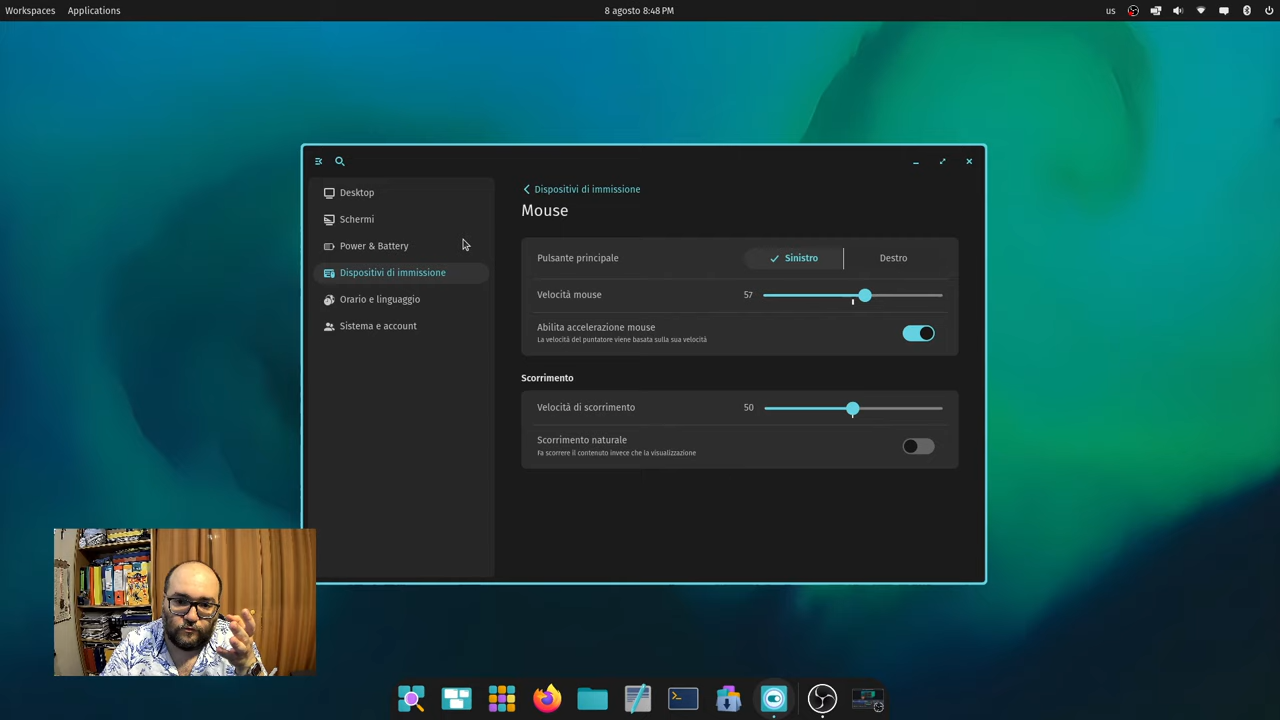 Workspaces Applications 8 agosto 8:48 PM us
Desktop
Schermi
Power & Battery
Dispositivi di immissione
Orario e linguaggio
Sistema e account
Dispositivi di immissione
Mouse
Pulsante principale Sinistro Destro
Velocità mouse 57
Abilita accelerazione mouse
La velocità del puntatore viene basata sulla sua velocità
Scorrimento
Velocità di scorrimento 50
Scorrimento naturale
Fa scorrere il contenuto invece che la visualizzazione